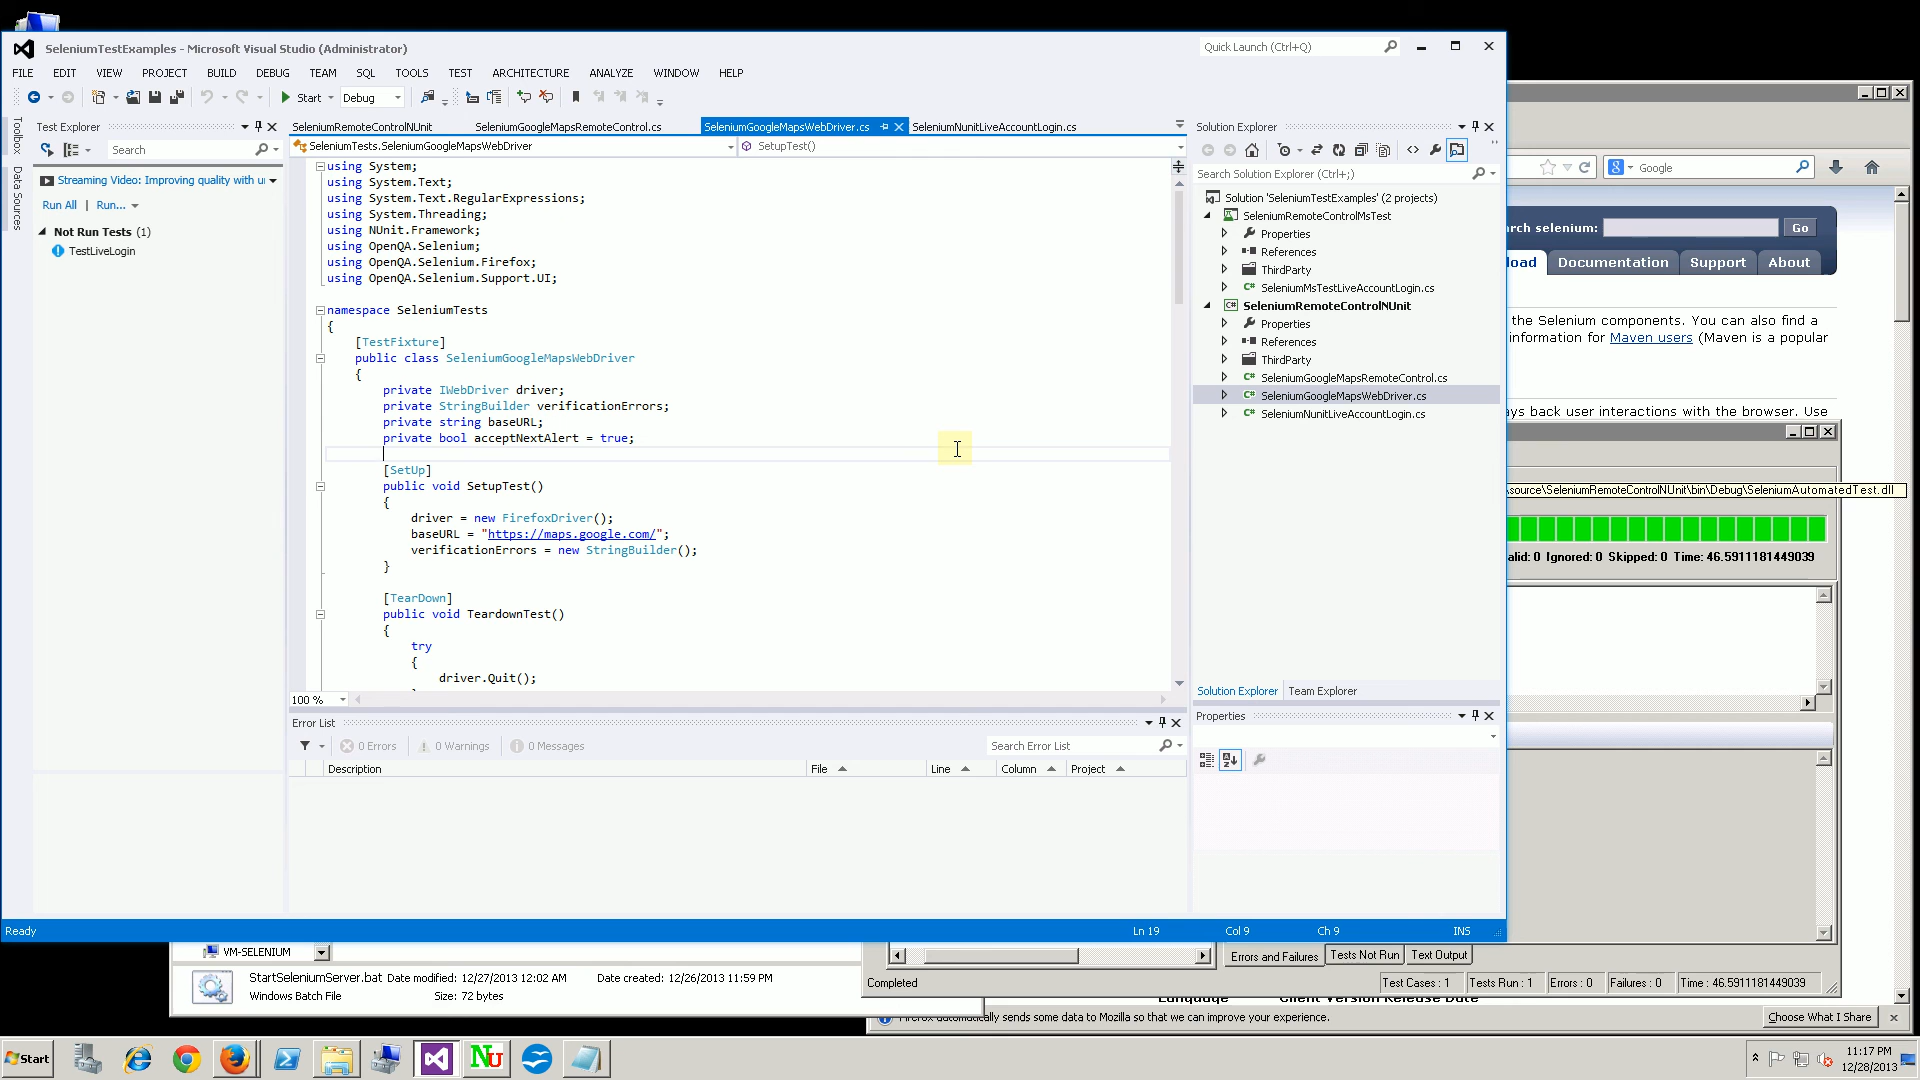 SeleniumTestExamples - Microsoft Visual Studio (Administrator)
Quick Launch (Ctrl+Q)
FILE EDIT VIEW PROJECT BUILD DEBUG TEAM SQL TOOLS TEST ARCHITECTURE ANALYZE WINDOW HELP
Start Debug
Toolbox
Data Sources
Test Explorer
Search
Streaming Video: Improving quality with u
Run All | Run...
Not Run Tests (1)
TestLiveLogin
SeleniumRemoteControlNUnit SeleniumGoogleMapsRemoteControl.cs SeleniumGoogleMapsWebDriver.cs SeleniumNunitLiveAccountLogin.cs
SeleniumTests.SeleniumGoogleMapsWebDriver SetupTest()
using System;
using System.Text;
using System.Text.RegularExpressions;
using System.Threading;
using NUnit.Framework;
using OpenQA.Selenium;
using OpenQA.Selenium.Firefox;
using OpenQA.Selenium.Support.UI;
namespace SeleniumTests
{
[TestFixture]
public class SeleniumGoogleMapsWebDriver
{
private IWebDriver driver;
private StringBuilder verificationErrors;
private string baseURL;
private bool acceptNextAlert = true;
[SetUp]
public void SetupTest()
{
driver = new FirefoxDriver();
baseURL = "https://maps.google.com/";
verificationErrors = new StringBuilder();
}
[TearDown]
public void TeardownTest()
{
try
{
driver.Quit();
100 %
Error List
0 Errors 0 Warnings 0 Messages
Search Error List
Description File Line Column Project
Solution Explorer
Search Solution Explorer (Ctrl+;)
Solution 'SeleniumTestExamples' (2 projects)
SeleniumRemoteControlMsTest
Properties
References
ThirdParty
SeleniumMsTestLiveAccountLogin.cs
SeleniumRemoteControlNUnit
Properties
References
ThirdParty
SeleniumGoogleMapsRemoteControl.cs
SeleniumGoogleMapsWebDriver.cs
SeleniumNunitLiveAccountLogin.cs
Solution Explorer Team Explorer
Properties
Ready Ln 19 Col 9 Ch 9 INS
Google
rch selenium: Go
load Documentation Support About
the Selenium components. You can also find a
information for Maven users (Maven is a popular
ys back user interactions with the browser. Use
\source\SeleniumRemoteControlNUnit\bin\Debug\SeleniumAutomatedTest.dll
alid: 0 Ignored: 0 Skipped: 0 Time: 46.5911181449039
Errors and Failures Tests Not Run Text Output
Completed Test Cases : 1 Tests Run : 1 Errors : 0 Failures : 0 Time : 46.5911181449039
VM-SELENIUM
StartSeleniumServer.bat Date modified: 12/27/2013 12:02 AM Date created: 12/26/2013 11:59 PM
Windows Batch File Size: 72 bytes
Language Client Version Release Date
Firefox automatically sends some data to Mozilla so that we can improve your experience. Choose What I Share
Start
Nu
11:17 PM
12/28/2013